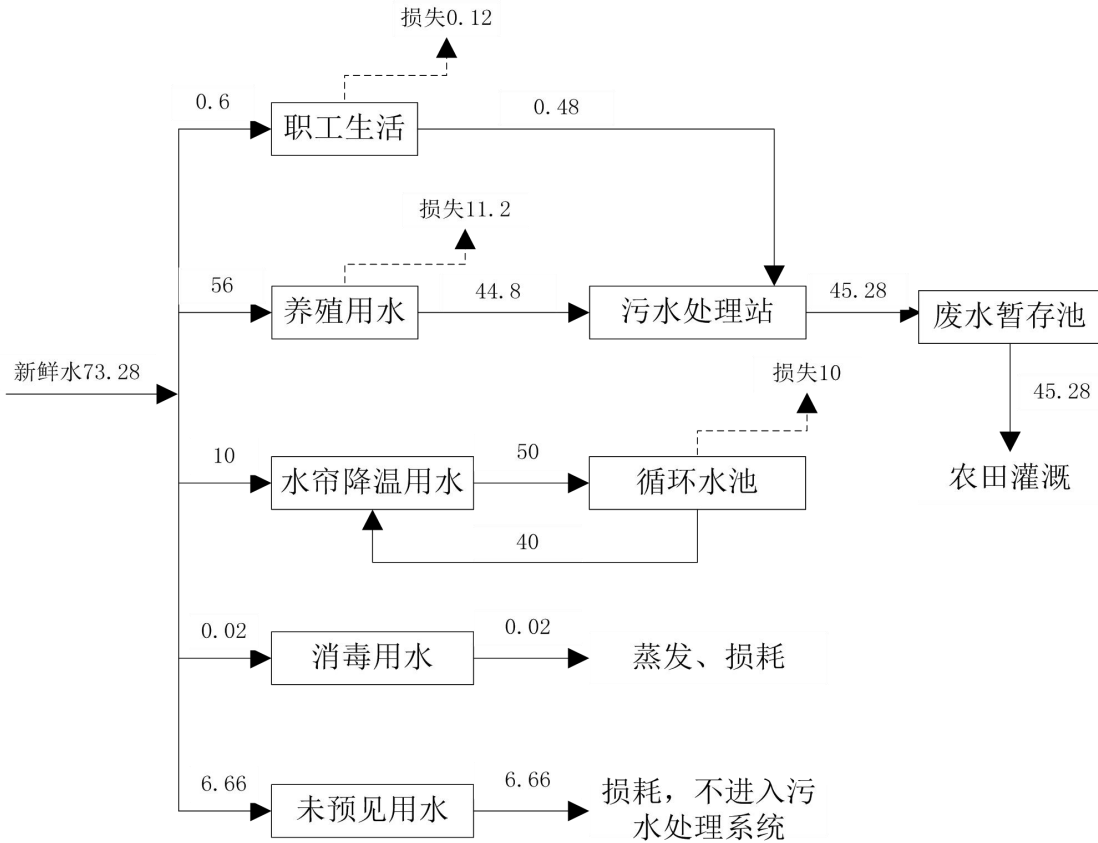 损失0.12
0.6
职工生活
0.48
损失11.2
56
养殖用水
44.8
污水处理站
45.28
废水暂存池
新鲜水73.28
损失10
45.28
10
水帘降温用水
50
循环水池
农田灌溉
40
0.02
消毒用水
0.02
蒸发、损耗
6.66
未预见用水
6.66
损耗，不进入污
水处理系统